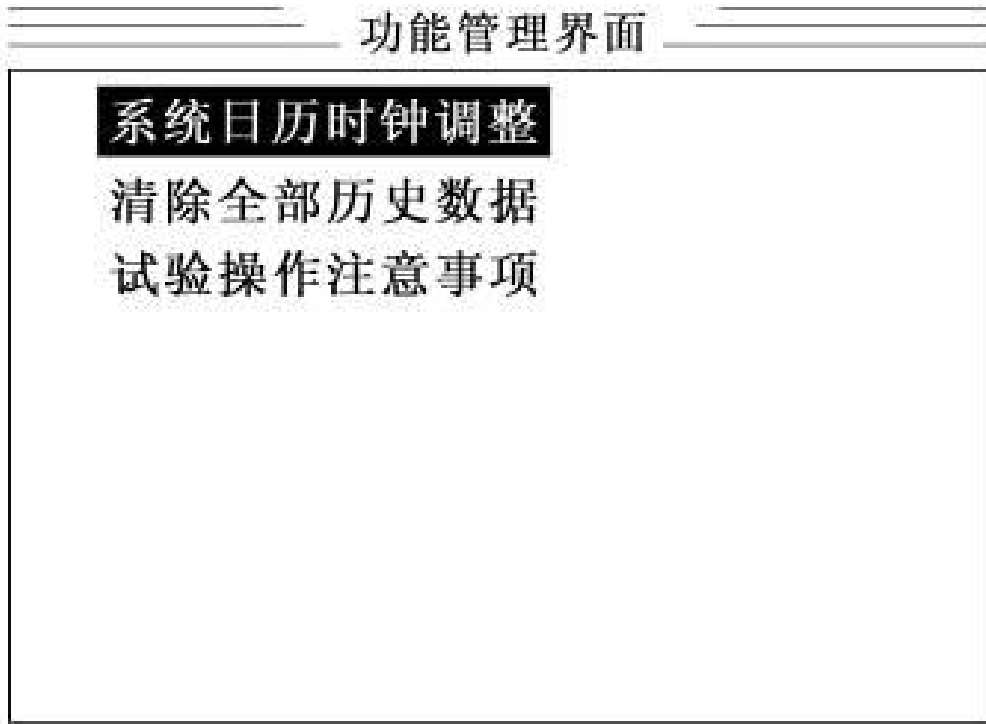 功能管理界面
系统日历时钟调整
清除全部历史数据
试验操作注意事项